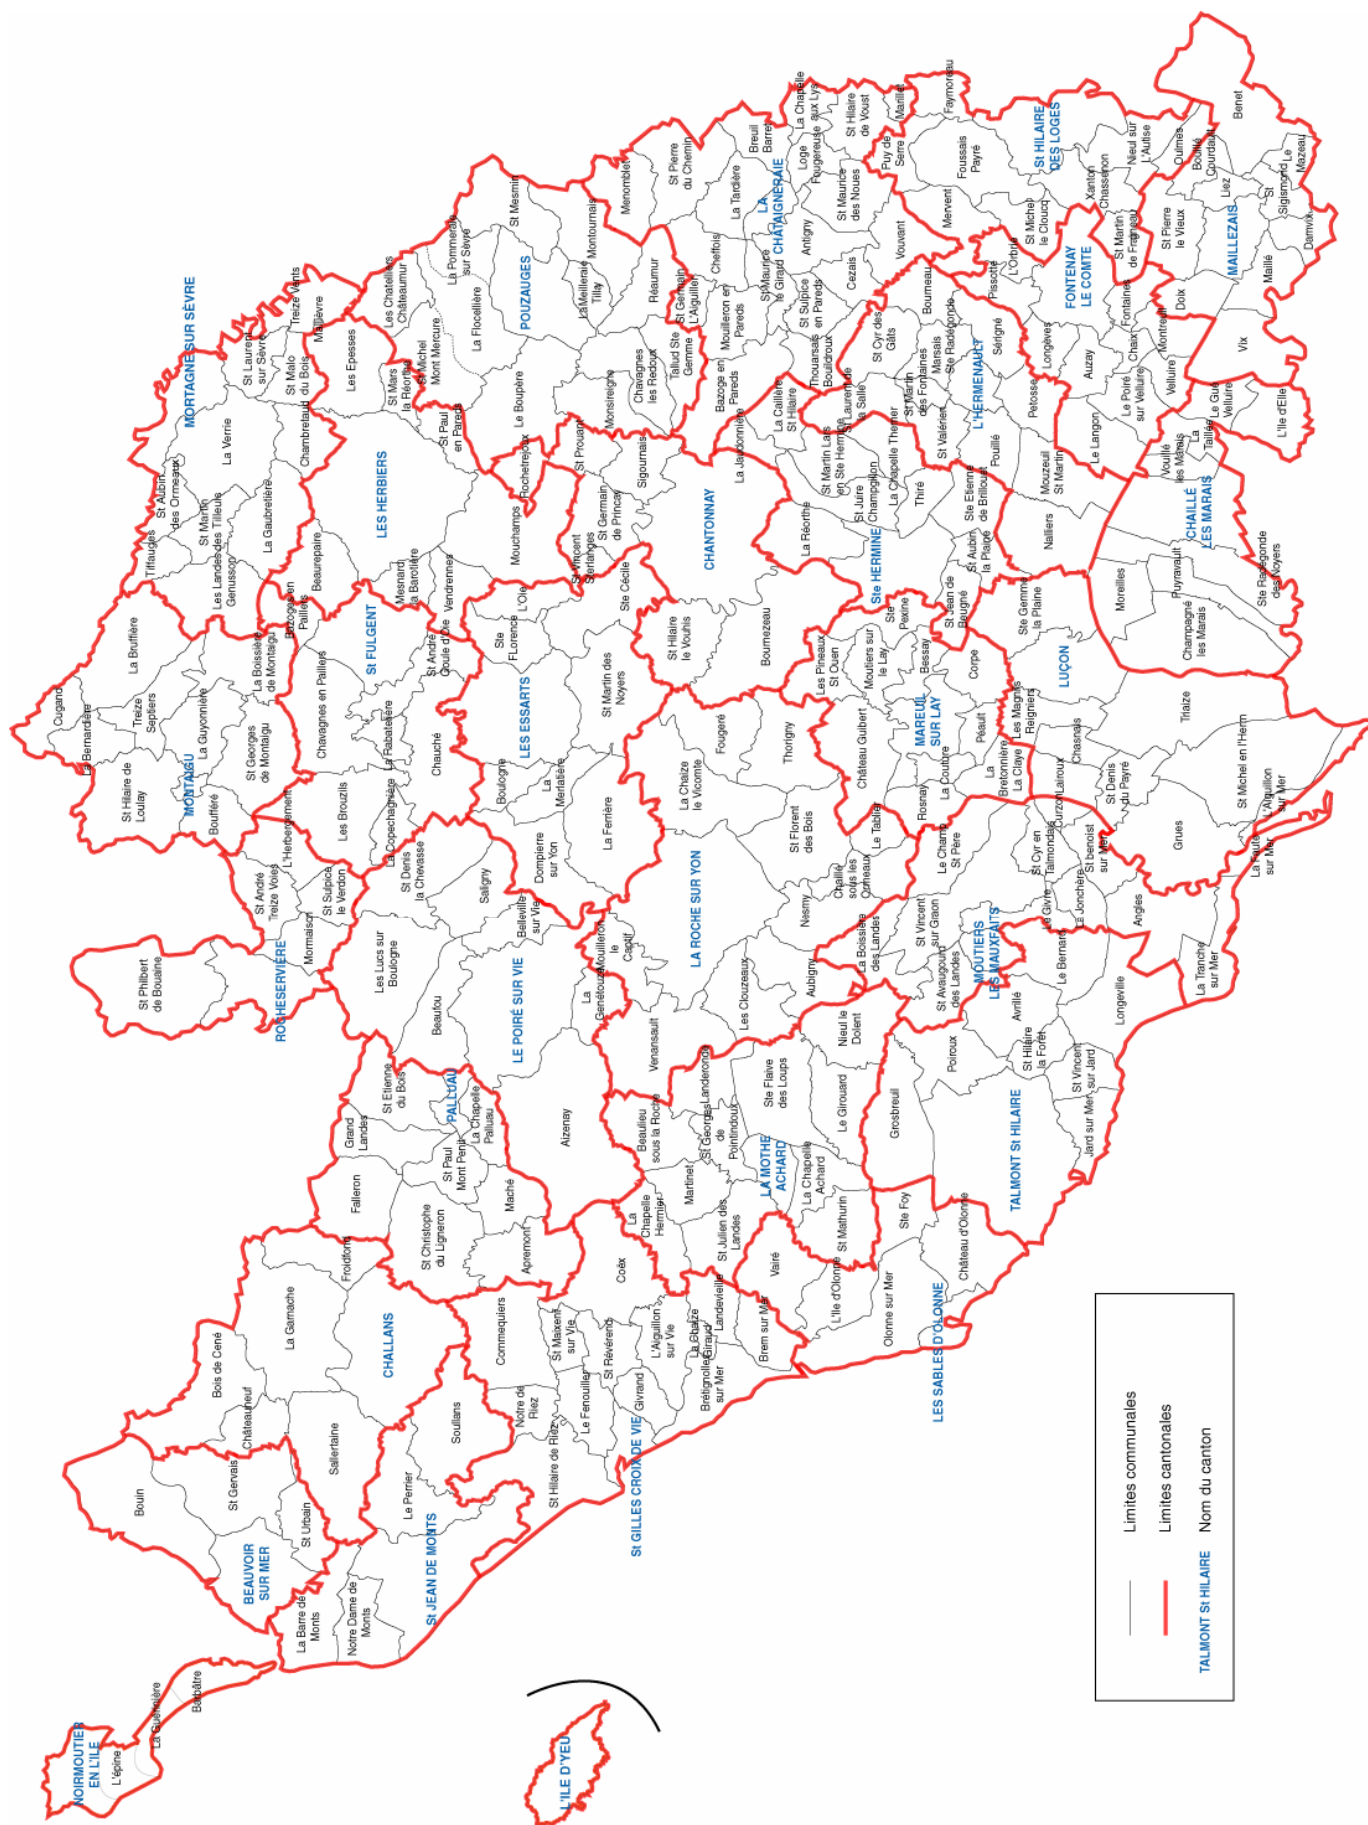 NOIRMOUTIER
EN L'ILE
L'épine
La Guérinière
Barbâtre
L'ILE D'YEU
BEAUVOIR
SUR MER
Bouin
St Gervais
St Urbain
La Barre de
Monts
Notre Dame de
Monts
St JEAN DE MONTS
Le Perrier
Soullans
CHALLANS
Châteauneuf
Bois de Cené
La Garnache
Sallertaine
Froidfond
St GILLES CROIX DE VIE
St Hilaire de Riez
Notre de
Riez
Commequiers
St Maixent
sur Vie
Le Fenouiller
St Révérend
Givrand
L'Aiguillon
sur Vie
Coëx
La Chaize
Giraud
Landevieille
Brétignolles
sur Mer
Brem sur Mer
PALLUAU
Falleron
Grand
Landes
St Etienne
du Bois
St Paul
Mont Penit
La Chapelle
Palluau
St Christophe
du Ligneron
Maché
Apremont
LES SABLES D'OLONNE
Vairé
L'Ile d'Olonne
Olonne sur Mer
Ste Foy
Château d'Olonne
LA MOTHE
ACHARD
La
Chapelle
Hermier
Martinet
Beaulieu
sous la Roche
St Georges
de
Pointindoux
Landeronde
St Julien des
Landes
Ste Flaive
des Loups
La Chapelle
Achard
St Mathurin
Le Girouard
Nieul le
Dolent
TALMONT St HILAIRE
Grosbreuil
Poiroux
Avrillé
St Hilaire
la Forêt
St Vincent
sur Jard
Jard sur Mer
Le Bernard
Longeville
LE POIRÉ SUR VIE
Aizenay
Beaufou
Les Lucs sur
Boulogne
St Denis
la Chevasse
Saligny
Belleville
sur Vie
La
Genétouze
ROCHESERVIÈRE
St Philbert
de Bouaine
Mormaison
St André
Treize Voies
St Sulpice
le Verdon
L'Herbergement
MONTAIGU
Cugand
La Bernardière
La Bruffière
Treize
Septiers
St Hilaire de
Loulay
La Guyonnière
La Boissière
de Montaigu
St Georges
de Montaigu
Boufféré
St FULGENT
Bazoges en
Paillers
Chavagnes en Paillers
Les Brouzils
La Copechagnière
La Rabatelière
Chauché
St André
Goule d'Oie
LES ESSARTS
Boulogne
La
Merlatière
La Ferrière
Dompierre
sur Yon
Ste
FLorence
L'Oie
St Martin des
Noyers
Ste Cécile
LA ROCHE SUR YON
Mouilleron
le
Captif
Venansault
Les Clouzeaux
Aubigny
Nesmy
Chaillé
sous les
Ormeaux
Le Tablier
St Florent
des Bois
La Chaize
le Vicomte
Fougeré
Thorigny
MOUTIERS
LES MAUXFAITS
La Boissière
des Landes
St Vincent
sur Graon
St Avaugourd
des Landes
Le Champ
St Père
St Cyr en
Talmondais
Curzon
Le Givre
La Jonchère
St benoist
sur Mer
Angles
La Tranche
sur Mer
MORTAGNE SUR SÈVRE
Tiffauges
St Aubin
des Ormeaux
St Martin
des Tilleuls
Les Landes
Genusson
La Gaubretière
La Verrie
Chambretaud
St Laurent
sur Sèvre
St Malo
du Bois
Treize Vents
Mallièvre
LES HERBIERS
Beaurepaire
Mesnard
la Barotière
Vendrennes
Mouchamps
St Paul
en Pareds
St Mars
la Réorthe
Les Epesses
POUZAUGES
Les Chatelliers
Châteaumur
St Michel
Mont Mercure
La Flocellière
La Pommeraie
sur Sèvre
St Mesmin
Montournais
La Meilleraie
Tillay
Réaumur
Le Boupère
Monsireigne
Chavagnes
les Redoux
Tallud Ste
Gemme
CHANTONNAY
Rochetrejoux
St Prouant
Sigournais
St Germain
de Prinçay
St Vincent
Sterlanges
St Hilaire
le Vouhis
Bournezeau
LA
CHÂTAIGNERAIE
Menomblet
St Pierre
du Chemin
La Tardière
Breuil
Barret
Loge
Fougereuse
La Chapelle
aux Lys
St Hilaire
de Voust
Marillet
St Maurice
des Noues
Antigny
Cheffois
St Maurice
le Girard
St Germain
L'Aiguiller
Mouilleron en
Pareds
Bazoge en
Pareds
St Sulpice
en Pareds
Thouarsais
Bouildroux
Cezais
Vouvant
Ste HERMINE
La Jaudonnière
La Caillère
St Hilaire
St Martin Lars
en Ste Hermine
St Juire
Champgillon
La Chapelle Themer
Thiré
La Réorthe
Ste Etienne
de Brillouet
St Aubin
la Plaine
St Jean de
Beugné
Ste
Pexine
L'HERMENAULT
St Laurent de
la Salle
St Cyr des
Gâts
Bourneau
St Martin
des Fontaines
Marsais
Ste Radégonde
Sérigné
St Valérien
Pouillé
Petosse
Mouzeuil
St Martin
Nalliers
MAREUIL
SUR LAY
Les Pineaux
St Ouen
Moutiers sur
le Lay
Bessay
Corpe
Château Guibert
Péault
La Couture
Rosnay
La
Bretonnière
La Claye
LUÇON
Ste Gemme
la Plaine
Les Magnils
Reigniers
Chasnais
Lairoux
St Denis
du Payré
Triaize
Grues
St Michel en l'Herm
L'Aiguillon
sur Mer
La Faute
sur Mer
CHAILLÉ
LES MARAIS
Moreilles
Puyravault
Champagné
les Marais
Ste Radégonde
des Noyers
Vouillé
les Marais
La
Taillée
Le Gué
Velluire
L'Ile d'Elle
FONTENAY
LE COMTE
Pissotte
L'Orbrie
St Michel
le Cloucq
St Martin
de Fraigneau
Longèves
Auzay
Fontaines
Chaix
Montreuil
Velluire
Le Poiré
sur Velluire
Le Langon
St HILAIRE
DES LOGES
Puy de
Serre
Faymoreau
Foussais
Payré
Mervent
Xanton
Chassenon
Nieul sur
L'Autise
MAILLEZAIS
Oulmes
Bouillé
Courdault
Benet
Liez
St
Sigismond
Le
Mazeau
Damvix
Maillé
St Pierre
le Vieux
Doix
Vix
Limites communales
Limites cantonales
TALMONT St HILAIRE
Nom du canton